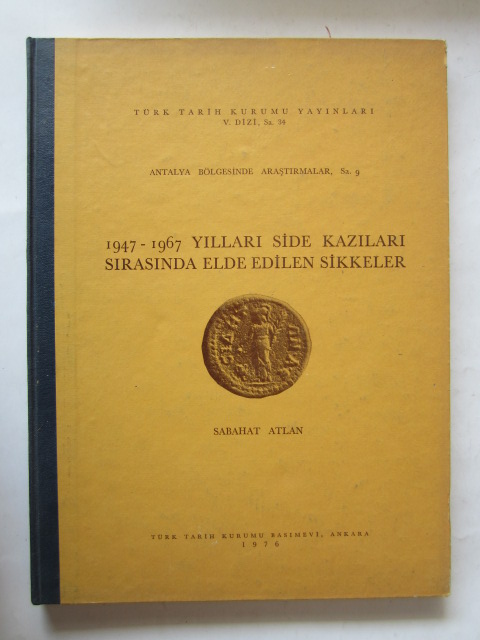 TÜRK TARİH KURUMU YAYINLARI
V. DİZİ, Sa. 34
ANTALYA BÖLGESİNDE ARAŞTIRMALAR, Sa. 9
1947 - 1967 YILLARI SİDE KAZILARI
SIRASINDA ELDE EDİLEN SİKKELER
SABAHAT ATLAN
TÜRK TARİH KURUMU BASIMEVİ, ANKARA
1976